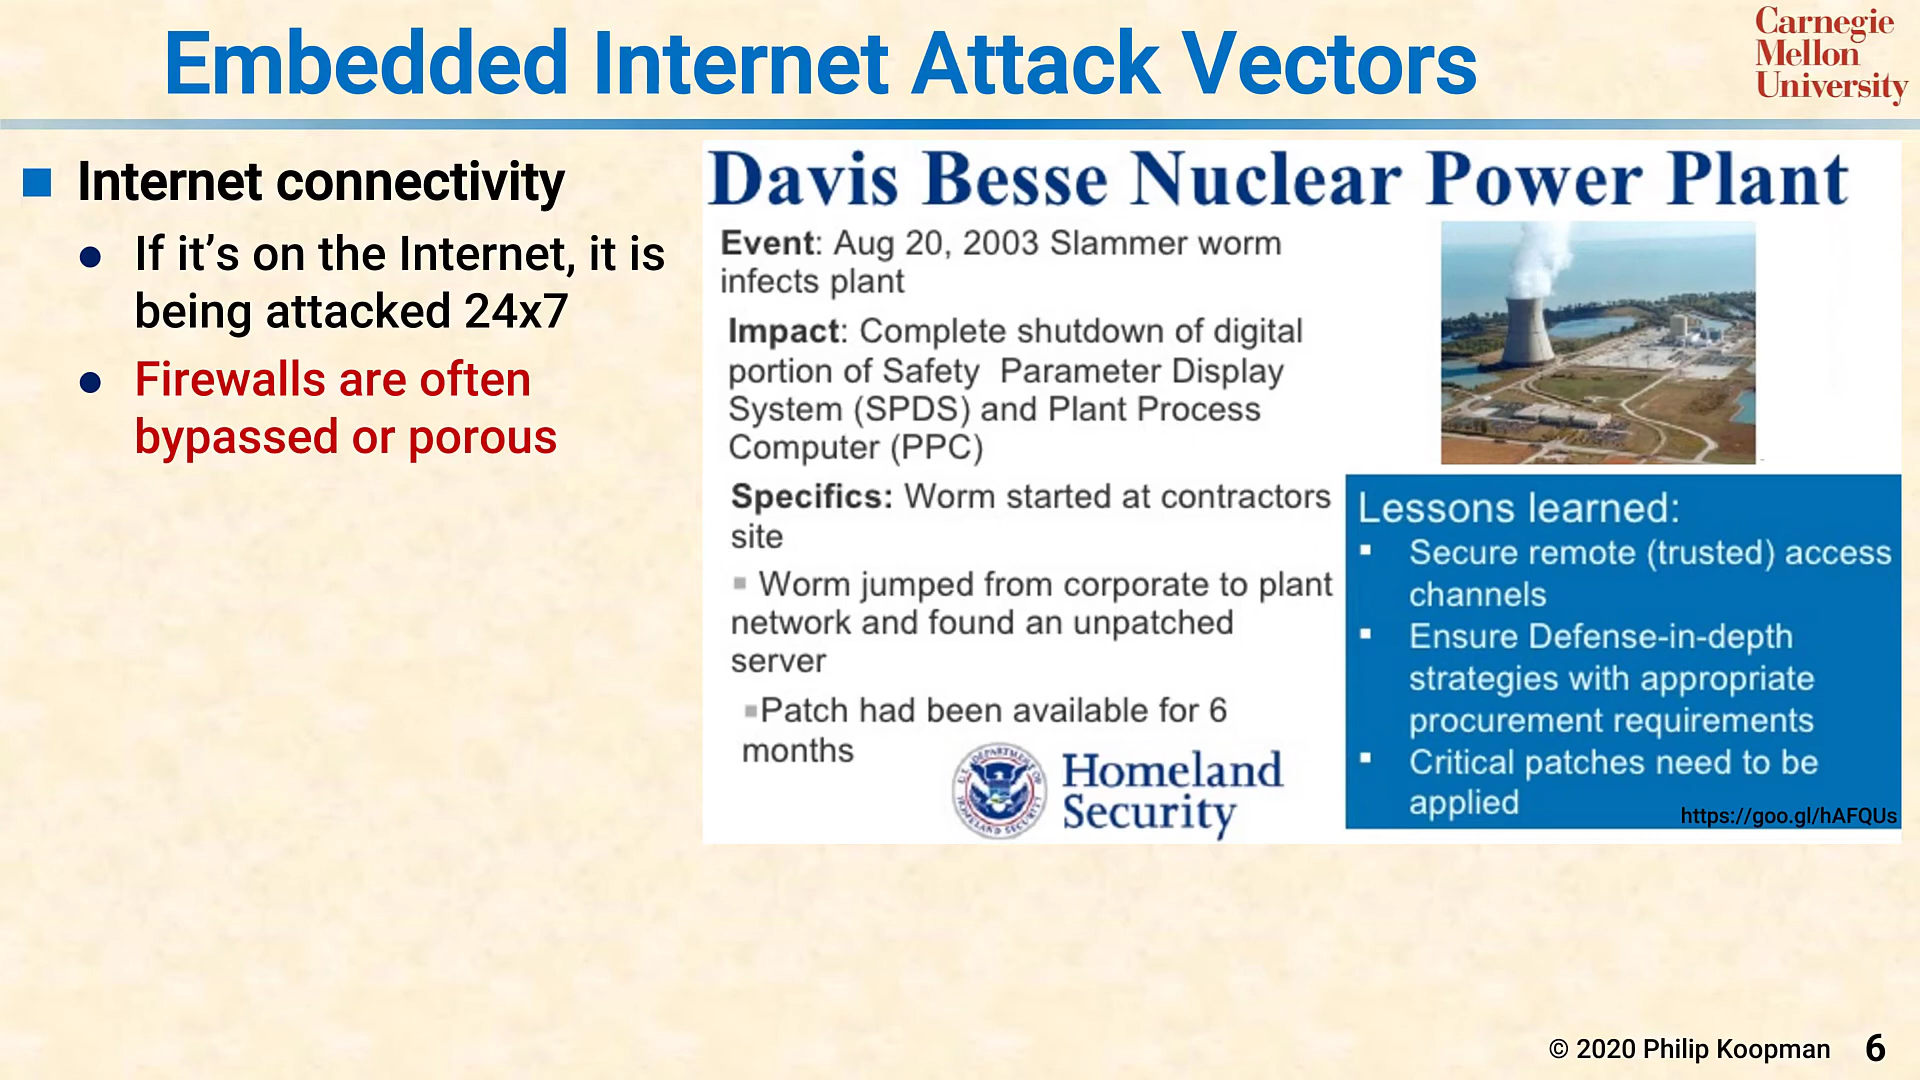 Embedded Internet Attack Vectors
Carnegie
Mellon
University
Internet connectivity
If it's on the Internet, it is
being attacked 24x7
Firewalls are often
bypassed or porous
Davis Besse Nuclear Power Plant
Event: Aug 20, 2003 Slammer worm
infects plant
Impact: Complete shutdown of digital
portion of Safety Parameter Display
System (SPDS) and Plant Process
Computer (PPC)
Specifics: Worm started at contractors
site
Worm jumped from corporate to plant
network and found an unpatched
server
Patch had been available for 6
months
Homeland
Security
Lessons learned:
Secure remote (trusted) access
channels
Ensure Defense-in-depth
strategies with appropriate
procurement requirements
Critical patches need to be
applied
https://goo.gl/hAFQUs
© 2020 Philip Koopman 6